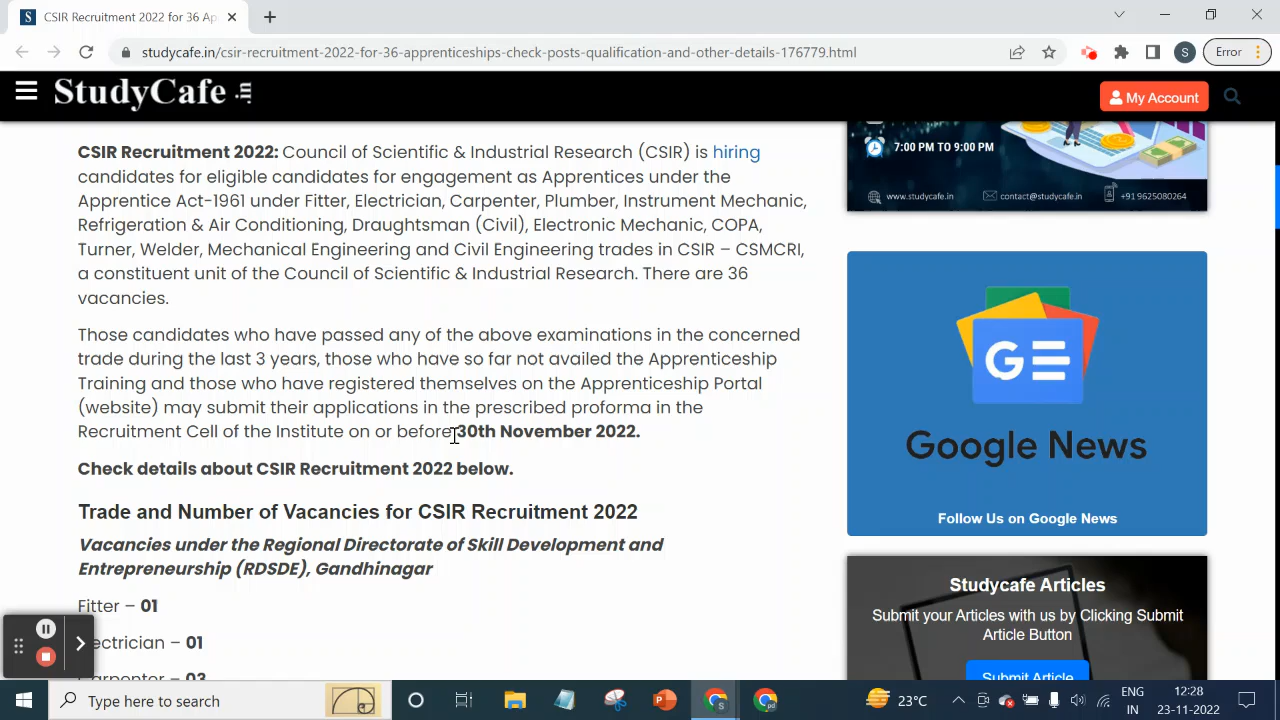 CSIR Recruitment 2022 for 36 Ap
studycafe.in/csir-recruitment-2022-for-36-apprenticeships-check-posts-qualification-and-other-details-176779.html
S
Error
StudyCafe .in
My Account
CSIR Recruitment 2022: Council of Scientific & Industrial Research (CSIR) is hiring
candidates for eligible candidates for engagement as Apprentices under the
Apprentice Act-1961 under Fitter, Electrician, Carpenter, Plumber, Instrument Mechanic,
Refrigeration & Air Conditioning, Draughtsman (Civil), Electronic Mechanic, COPA,
Turner, Welder, Mechanical Engineering and Civil Engineering trades in CSIR – CSMCRI,
a constituent unit of the Council of Scientific & Industrial Research. There are 36
vacancies.
Those candidates who have passed any of the above examinations in the concerned
trade during the last 3 years, those who have so far not availed the Apprenticeship
Training and those who have registered themselves on the Apprenticeship Portal
(website) may submit their applications in the prescribed proforma in the
Recruitment Cell of the Institute on or before 30th November 2022.
Check details about CSIR Recruitment 2022 below.
Trade and Number of Vacancies for CSIR Recruitment 2022
Vacancies under the Regional Directorate of Skill Development and
Entrepreneurship (RDSDE), Gandhinagar
Fitter – 01
ectrician – 01
Carpenter – 03
7:00 PM TO 9:00 PM
www.studycafe.in contact@studycafe.in +91 9625080264
G
Google News
Follow Us on Google News
Studycafe Articles
Submit your Articles with us by Clicking Submit
Article Button
Submit Article
Type here to search
23°C
ENG
IN
12:28
23-11-2022